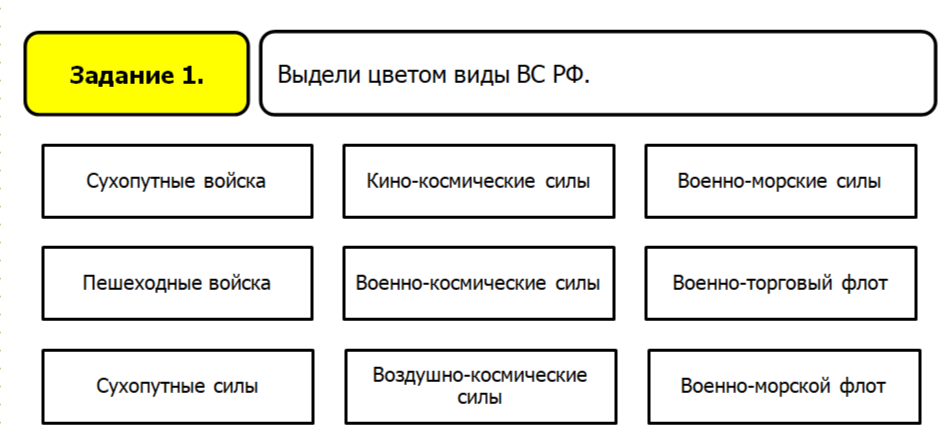 Задание 1.
Выдели цветом виды ВС РФ.
Сухопутные войска
Кино-космические силы
Военно-морские силы
Пешеходные войска
Военно-космические силы
Военно-торговый флот
Сухопутные силы
Воздушно-космические
силы
Военно-морской флот